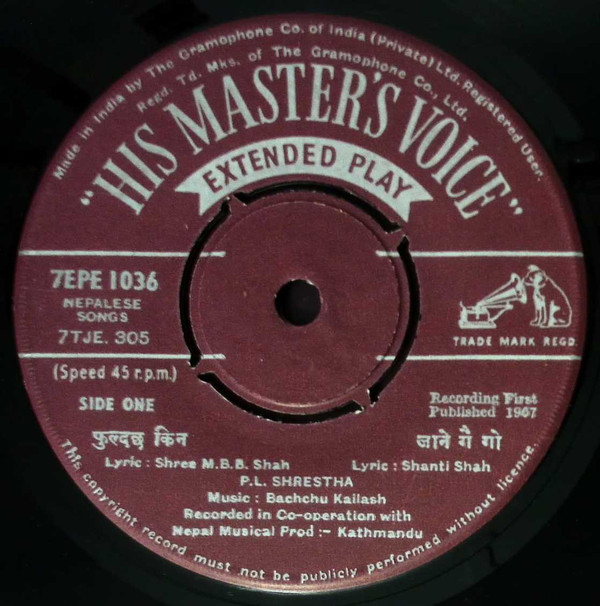 Made in India by The Gramophone Co. of India (Private) Ltd. Registered User.
Regd. Td. Mks. of The Gramophone Co., Ltd.
"HIS MASTER'S VOICE"
EXTENDED PLAY
7EPE 1036
NEPALESE
SONGS
7TJE. 305
TRADE MARK REGD.
(Speed 45 r.p.m.)
SIDE ONE
Recording First
Published 1967
फुल्दछ किन
जाने गै गो
Lyric : Shree M.B.B. Shah
Lyric : Shanti Shah
P.L. SHRESTHA
Music : Bachchu Kailash
Recorded in Co-operation with
Nepal Musical Prod :- Kathmandu
This copyright record must not be publicly performed without licence.